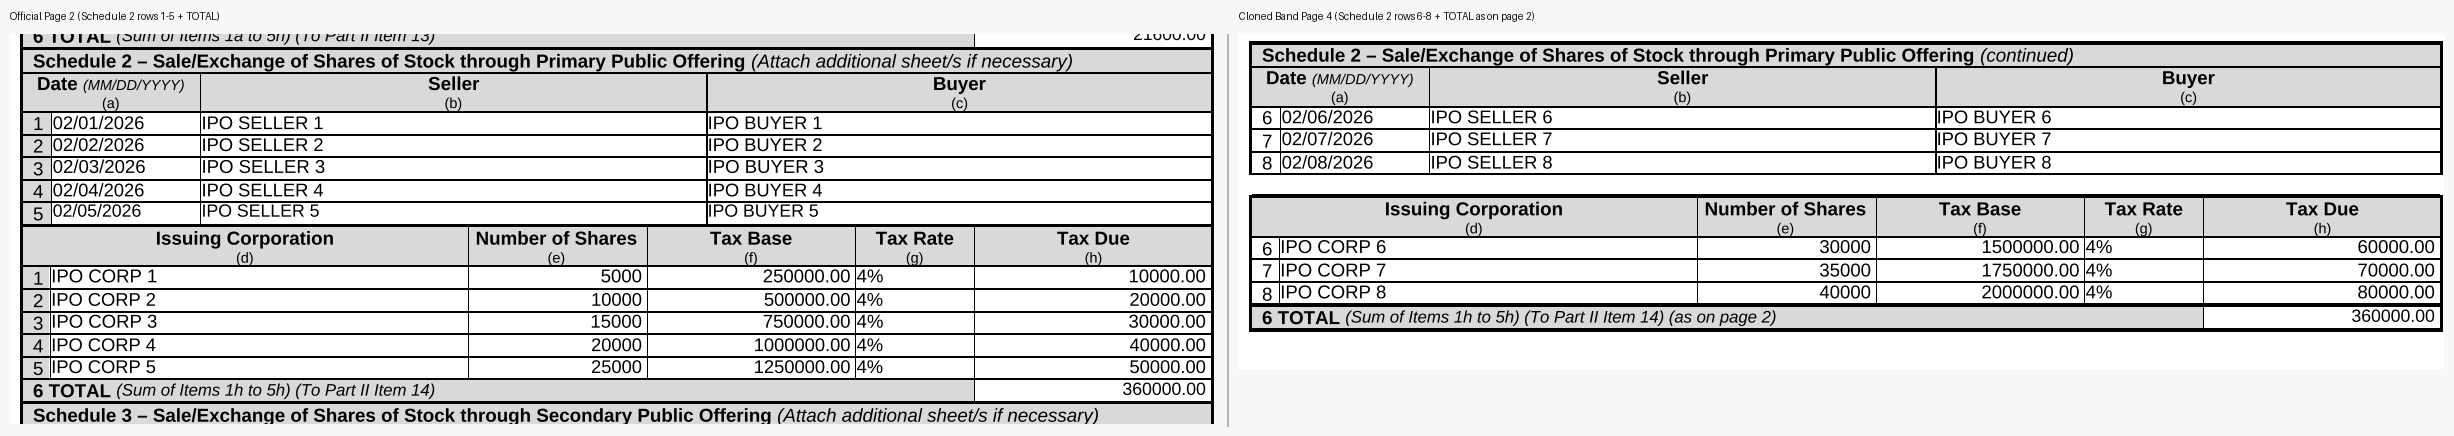 Official Page 2 (Schedule 2 rows 1-5 + TOTAL)
6 TOTAL (Sum of Items 1a to 5h) (To Part II Item 13) 21600.00
Schedule 2 – Sale/Exchange of Shares of Stock through Primary Public Offering (Attach additional sheet/s if necessary)
Date (MM/DD/YYYY) Seller Buyer
(a) (b) (c)
1 02/01/2026 IPO SELLER 1 IPO BUYER 1
2 02/02/2026 IPO SELLER 2 IPO BUYER 2
3 02/03/2026 IPO SELLER 3 IPO BUYER 3
4 02/04/2026 IPO SELLER 4 IPO BUYER 4
5 02/05/2026 IPO SELLER 5 IPO BUYER 5
Issuing Corporation Number of Shares Tax Base Tax Rate Tax Due
(d) (e) (f) (g) (h)
1 IPO CORP 1 5000 250000.00 4% 10000.00
2 IPO CORP 2 10000 500000.00 4% 20000.00
3 IPO CORP 3 15000 750000.00 4% 30000.00
4 IPO CORP 4 20000 1000000.00 4% 40000.00
5 IPO CORP 5 25000 1250000.00 4% 50000.00
6 TOTAL (Sum of Items 1h to 5h) (To Part II Item 14) 360000.00
Schedule 3 – Sale/Exchange of Shares of Stock through Secondary Public Offering (Attach additional sheet/s if necessary)
Cloned Band Page 4 (Schedule 2 rows 6-8 + TOTAL as on page 2)
Schedule 2 – Sale/Exchange of Shares of Stock through Primary Public Offering (continued)
Date (MM/DD/YYYY) Seller Buyer
(a) (b) (c)
6 02/06/2026 IPO SELLER 6 IPO BUYER 6
7 02/07/2026 IPO SELLER 7 IPO BUYER 7
8 02/08/2026 IPO SELLER 8 IPO BUYER 8
Issuing Corporation Number of Shares Tax Base Tax Rate Tax Due
(d) (e) (f) (g) (h)
6 IPO CORP 6 30000 1500000.00 4% 60000.00
7 IPO CORP 7 35000 1750000.00 4% 70000.00
8 IPO CORP 8 40000 2000000.00 4% 80000.00
6 TOTAL (Sum of Items 1h to 5h) (To Part II Item 14) (as on page 2) 360000.00